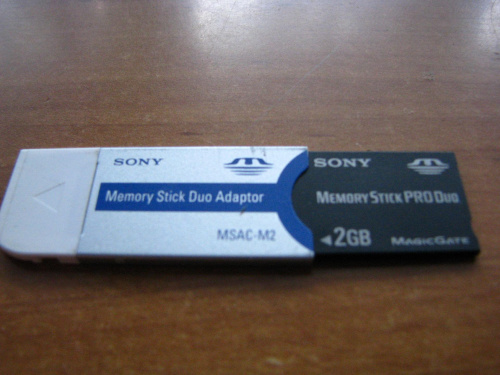 SONY
Memory Stick Duo Adaptor
MSAC-M2
SONY
MEMORY STICK PRO DUO
2GB
MAGICGATE